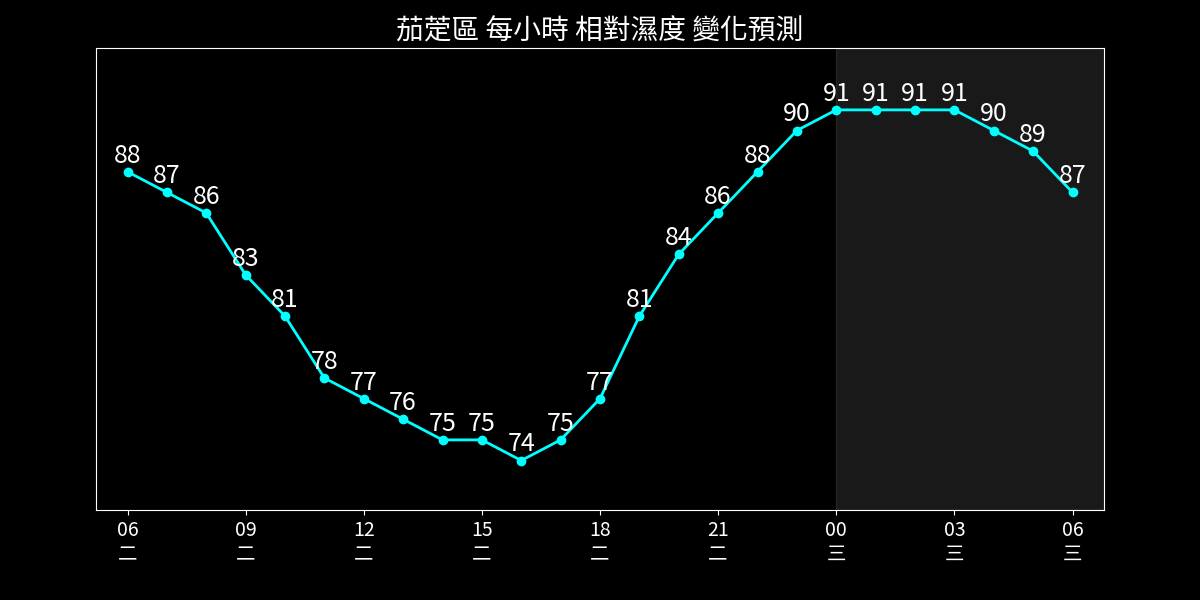 茄萣區 每小時 相對濕度 變化預測
88 87 86 83 81 78 77 76 75 75 74 75 77 81 84 86 88 90 91 91 91 91 90 89 87
06 09 12 15 18 21 00 03 06
二 二 二 二 二 二 三 三 三